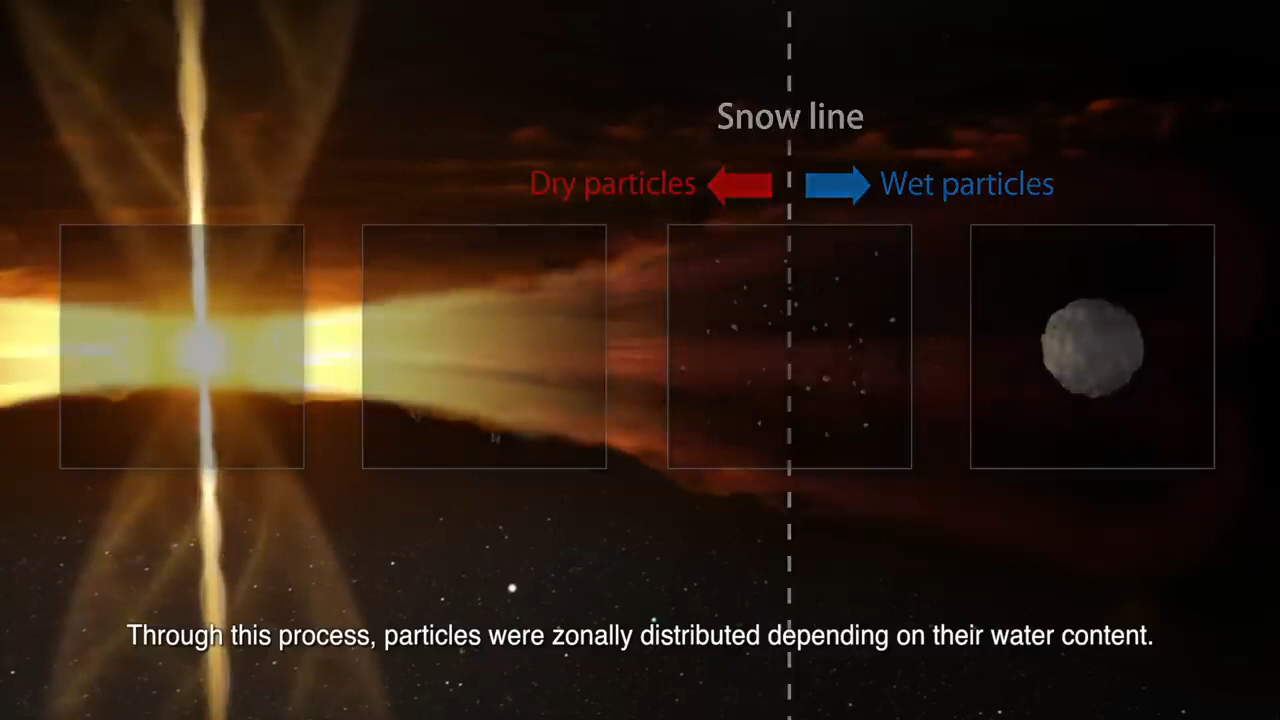 Snow line
Dry particles
Wet particles
Through this process, particles were zonally distributed depending on their water content.